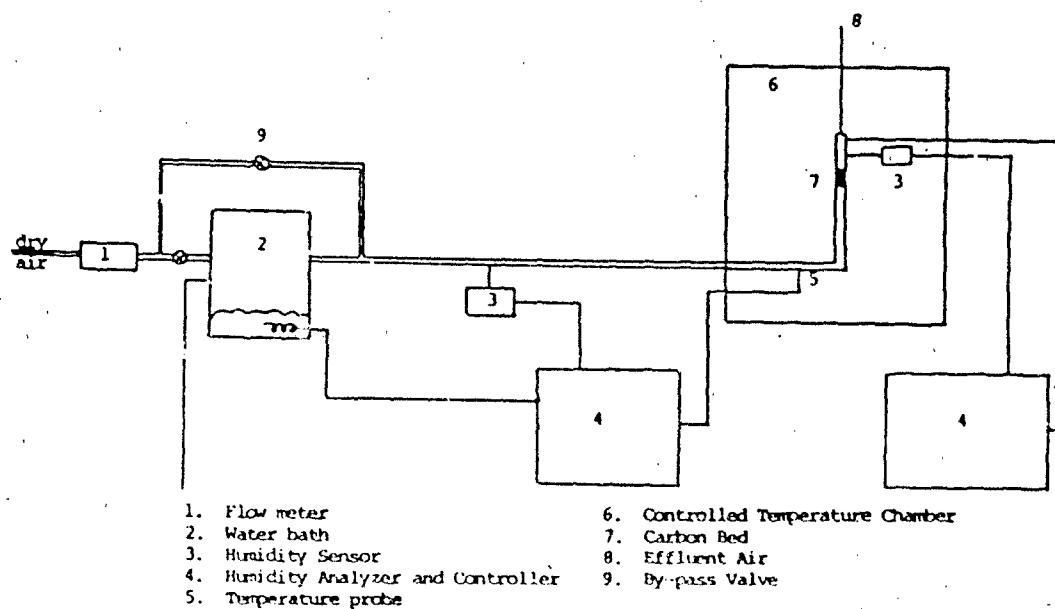 8
6
9
7
3
dry
air
1
2
5
3
4
4
1. Flow meter
2. Water bath
3. Humidity Sensor
4. Humidity Analyzer and Controller
5. Temperature probe
6. Controlled Temperature Chamber
7. Carbon Bed
8. Effluent Air
9. By-pass Valve